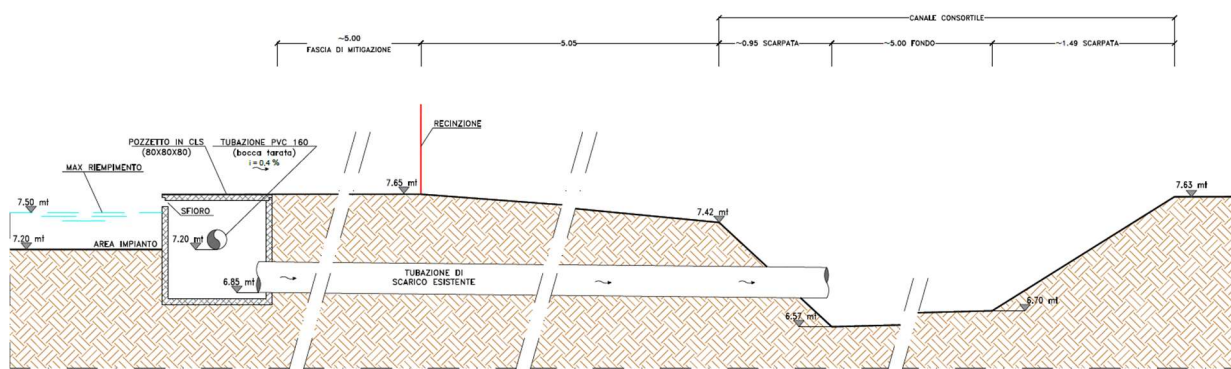 CANALE CONSORTILE
~5.00
FASCIA DI MITIGAZIONE
5.05
~0.95 SCARPATA
~5.00 FONDO
~1.49 SCARPATA
RECINZIONE
POZZETTO IN CLS
(80X80X80)
TUBAZIONE PVC 160
(bocca tarata)
i = 0,4 %
MAX RIEMPIMENTO
7.50 mt
SFIORO
7.65 mt
7.42 mt
7.63 mt
7.20 mt
AREA IMPIANTO
7.20 mt
6.85 mt
TUBAZIONE DI
SCARICO ESISTENTE
6.57 mt
6.70 mt